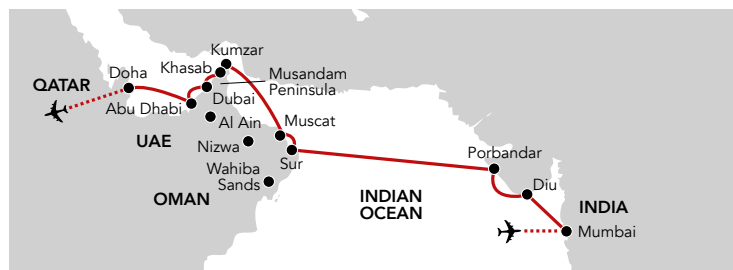 Kumzar
Khasab
Doha
QATAR
Musandam
Peninsula
Dubai
Abu Dhabi
Al Ain
Muscat
UAE
Nizwa
Sur
Porbandar
Wahiba
Sands
Diu
OMAN
INDIAN
OCEAN
INDIA
Mumbai